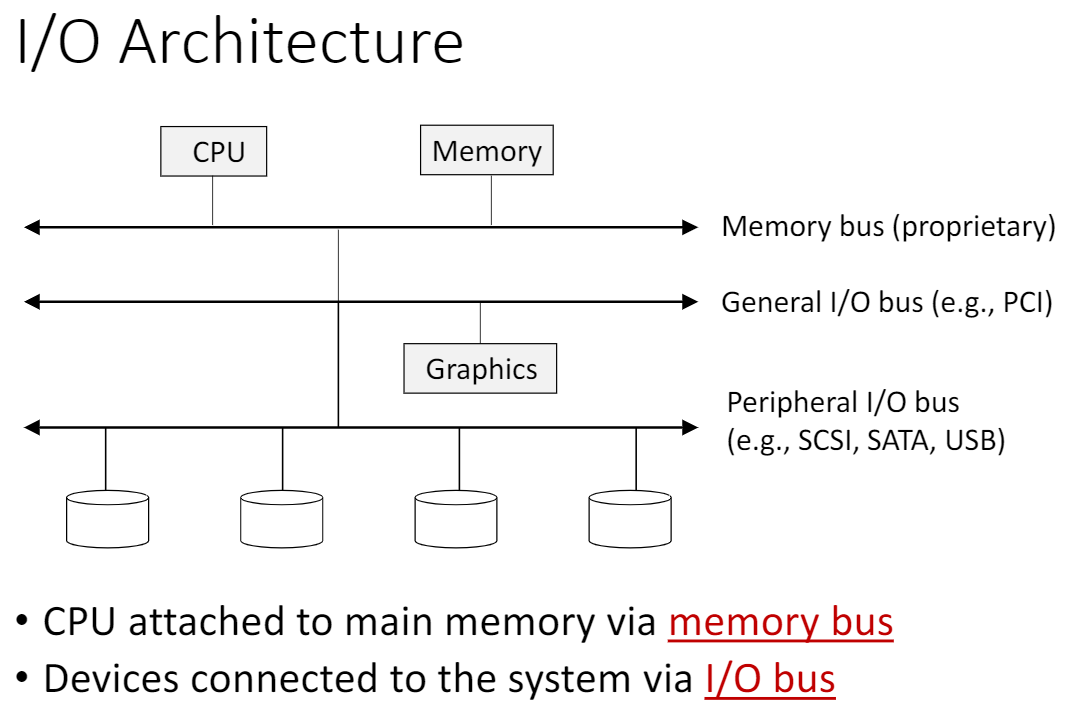 I/O Architecture
CPU
Memory
Memory bus (proprietary)
General I/O bus (e.g., PCI)
Graphics
Peripheral I/O bus
(e.g., SCSI, SATA, USB)
• CPU attached to main memory via memory bus
• Devices connected to the system via I/O bus